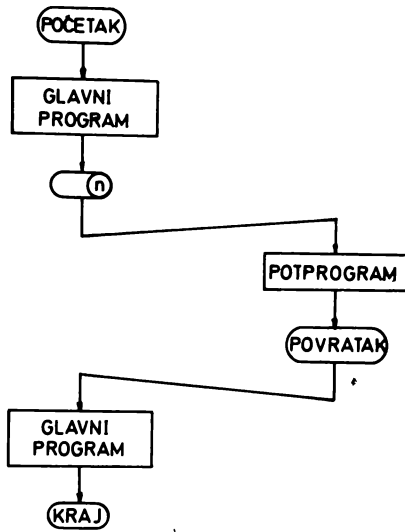 POČETAK
GLAVNI
PROGRAM
n
POTPROGRAM
POVRATAK
GLAVNI
PROGRAM
KRAJ